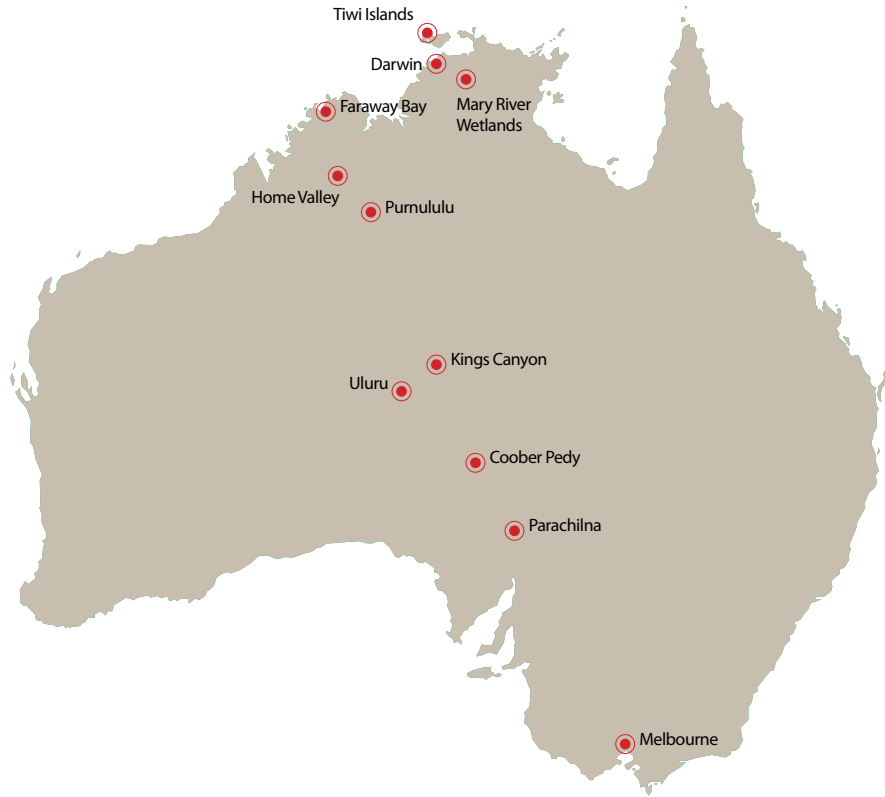 Tiwi Islands
Darwin
Mary River
Wetlands
Faraway Bay
Home Valley
Purnululu
Kings Canyon
Uluru
Coober Pedy
Parachilna
Melbourne